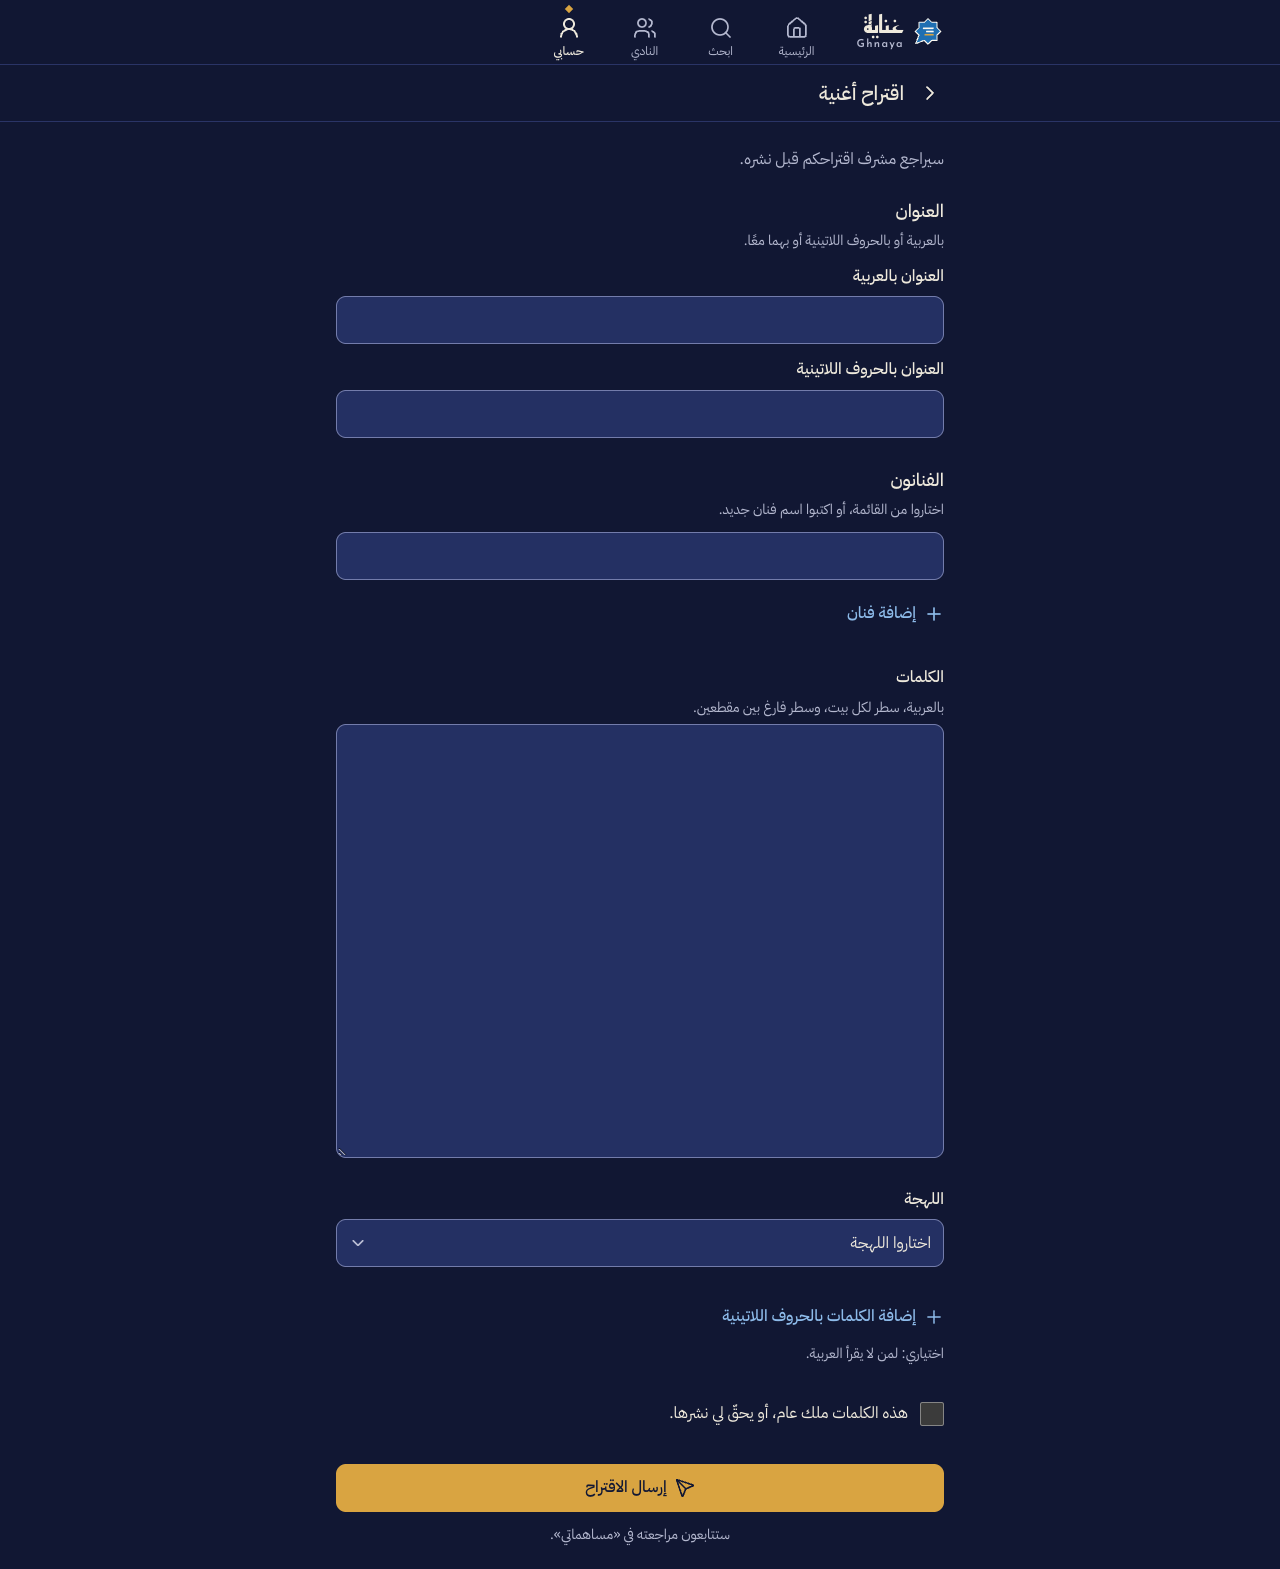 غناية
Ghnaya
الرئيسية
ابحث
النادي
حسابي
اقتراح أغنية
سيراجع مشرف اقتراحكم قبل نشره.
العنوان
بالعربية أو بالحروف اللاتينية أو بهما معًا.
العنوان بالعربية
العنوان بالحروف اللاتينية
الفنانون
اختاروا من القائمة، أو اكتبوا اسم فنان جديد.
إضافة فنان
الكلمات
بالعربية، سطر لكل بيت، وسطر فارغ بين مقطعين.
اللهجة
اختاروا اللهجة
إضافة الكلمات بالحروف اللاتينية
اختياري: لمن لا يقرأ العربية.
هذه الكلمات ملك عام، أو يحقّ لي نشرها.
إرسال الاقتراح
ستتابعون مراجعته في «مساهماتي».